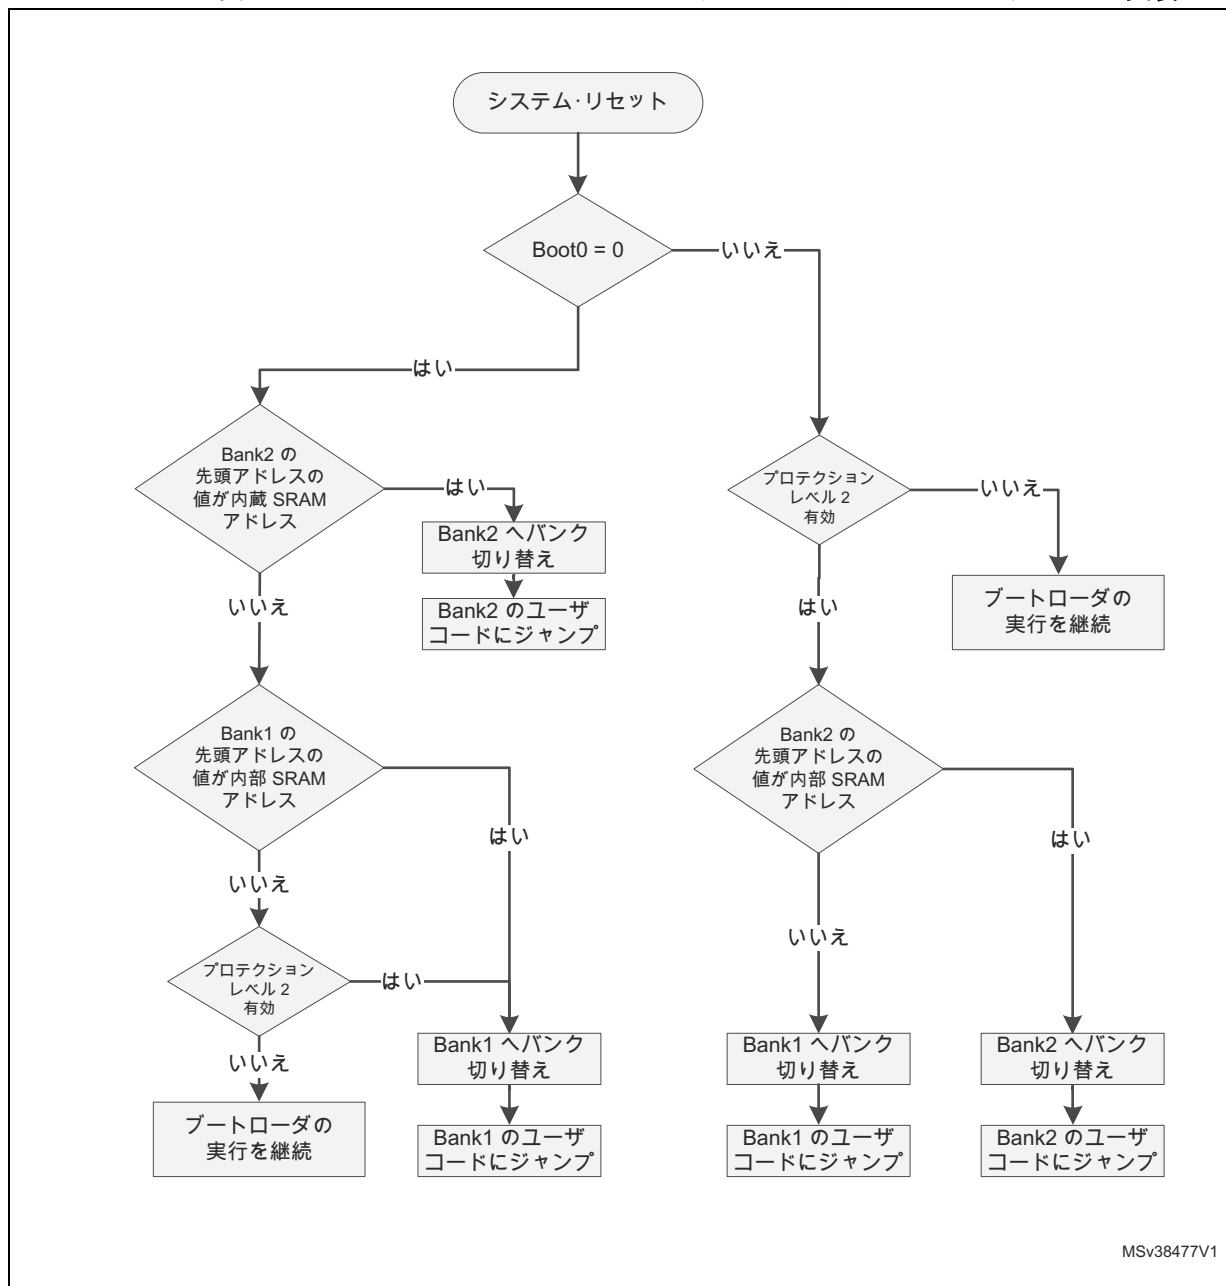 システム・リセット
Boot0 = 0
いいえ
はい
Bank2 の
先頭アドレスの
値が内蔵 SRAM
アドレス
はい
Bank2 へバンク
切り替え
Bank2 のユーザ
コードにジャンプ
いいえ
Bank1 の
先頭アドレスの
値が内部 SRAM
アドレス
はい
いいえ
プロテクション
レベル 2
有効
はい
いいえ
ブートローダの
実行を継続
Bank1 へバンク
切り替え
Bank1 のユーザ
コードにジャンプ
プロテクション
レベル 2
有効
いいえ
ブートローダの
実行を継続
はい
Bank2 の
先頭アドレスの
値が内部 SRAM
アドレス
はい
いいえ
Bank1 へバンク
切り替え
Bank1 のユーザ
コードにジャンプ
Bank2 へバンク
切り替え
Bank2 のユーザ
コードにジャンプ
MSv38477V1